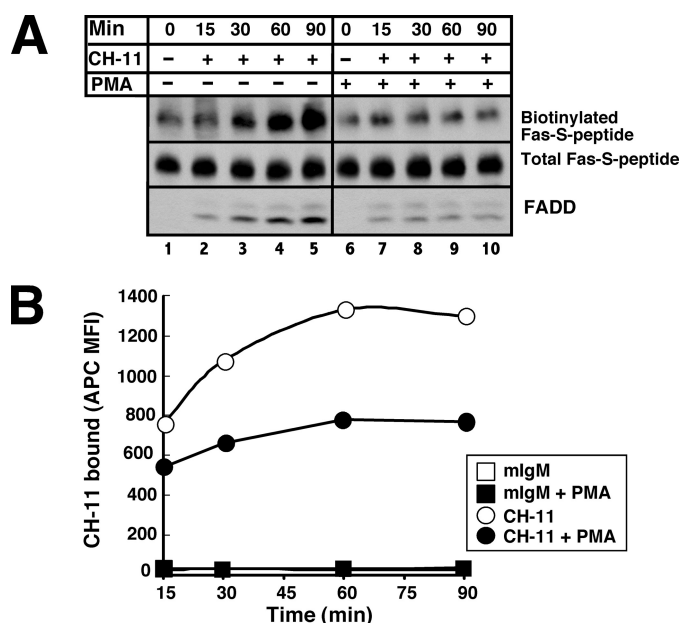 A
Min 0 15 30 60 90 0 15 30 60 90
CH-11 – + + + + – + + + +
PMA – – – – – + + + + +
Biotinylated
Fas-S-peptide
Total Fas-S-peptide
FADD
1 2 3 4 5 6 7 8 9 10
B
CH-11 bound (APC MFI)
1400
1200
1000
800
600
400
200
0
15 30 45 60 75 90
Time (min)
mIgM
mIgM + PMA
CH-11
CH-11 + PMA